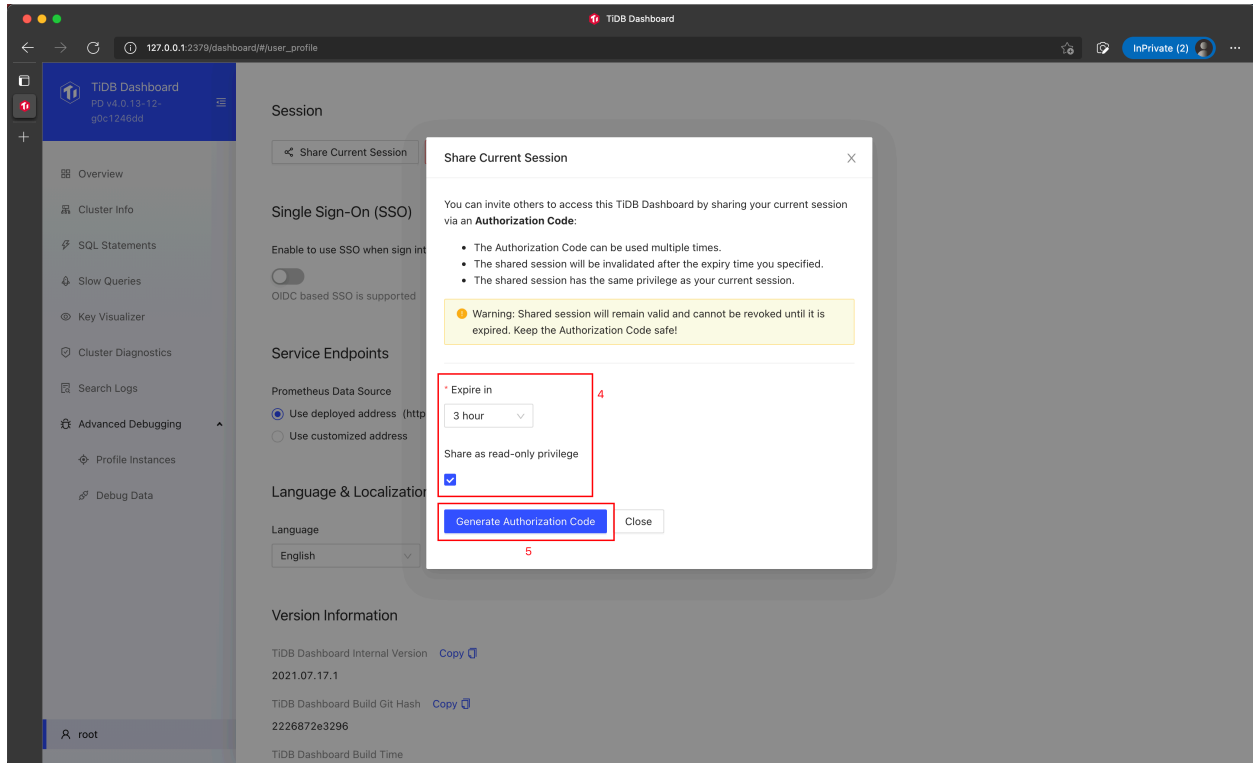 TiDB Dashboard
127.0.0.1:2379/dashboard/#/user_profile
InPrivate (2)
TiDB Dashboard
PD v4.0.13-12-
g0c1246dd
Overview
Cluster Info
SQL Statements
Slow Queries
Key Visualizer
Cluster Diagnostics
Search Logs
Advanced Debugging
Profile Instances
Debug Data
root
Session
Share Current Session
Single Sign-On (SSO)
Enable to use SSO when sign int
OIDC based SSO is supported
Service Endpoints
Prometheus Data Source
Use deployed address (http
Use customized address
Language & Localization
Language
English
Version Information
TiDB Dashboard Internal Version Copy
2021.07.17.1
TiDB Dashboard Build Git Hash Copy
2226872e3296
TiDB Dashboard Build Time
Share Current Session
You can invite others to access this TiDB Dashboard by sharing your current session
via an Authorization Code:
• The Authorization Code can be used multiple times.
• The shared session will be invalidated after the expiry time you specified.
• The shared session has the same privilege as your current session.
Warning: Shared session will remain valid and cannot be revoked until it is
expired. Keep the Authorization Code safe!
* Expire in
4
3 hour
Share as read-only privilege
Generate Authorization Code
Close
5